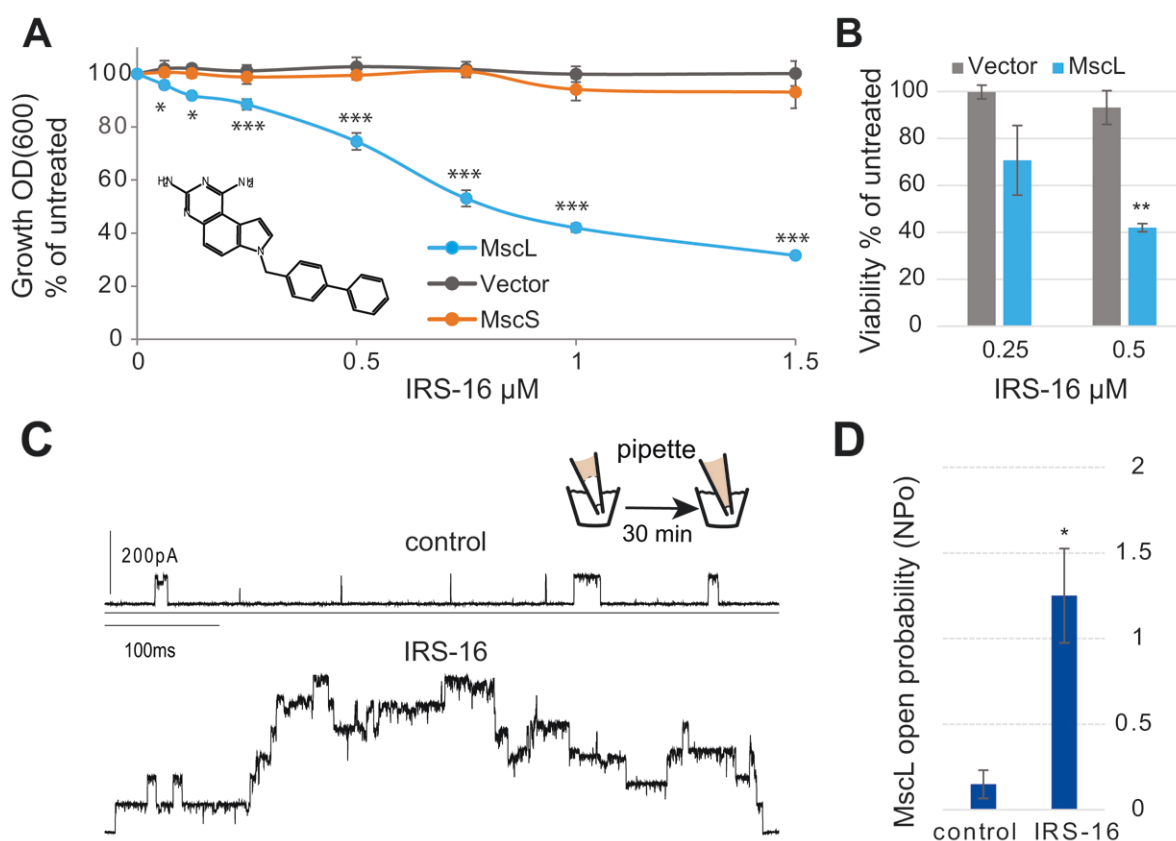 A
Growth OD(600)
% of untreated
100
80
60
40
20
0
*
*
***
***
***
***
***
H₂N
N
NH₂
N
N
MscL
Vector
MscS
0
0.5
1
1.5
IRS-16 µM
B
Vector
MscL
Viability % of untreated
100
80
60
40
20
0
**
0.25
0.5
IRS-16 µM
C
pipette
30 min
control
200pA
100ms
IRS-16
D
MscL open probability (NPo)
2
1.5
1
0.5
0
*
control
IRS-16